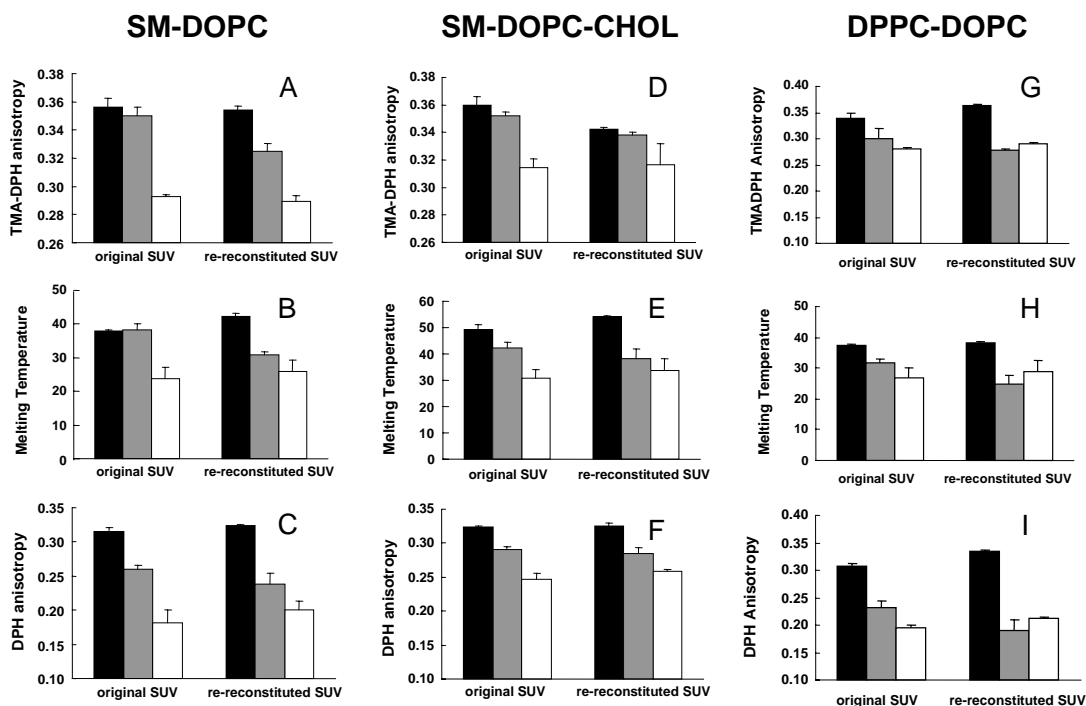 SM-DOPC
SM-DOPC-CHOL
DPPC-DOPC
A
TMA-DPH anisotropy
0.38
0.36
0.34
0.32
0.30
0.28
0.26
original SUV
re-reconstituted SUV
D
TMA-DPH anisotropy
0.38
0.36
0.34
0.32
0.30
0.28
0.26
original SUV
re-reconstituted SUV
G
TMADPH Anisotropy
0.40
0.35
0.30
0.25
0.20
0.15
0.10
original SUV
re-reconstituted SUV
B
Melting Temperature
50
40
30
20
10
0
original SUV
re-reconstituted SUV
E
Melting Temperature
60
50
40
30
20
10
0
original SUV
re-reconstituted SUV
H
Melting Temperature
50
40
30
20
10
0
original SUV
re-reconstituted SUV
C
DPH anisotropy
0.35
0.30
0.25
0.20
0.15
0.10
original SUV
re-reconstituted SUV
F
DPH anisotropy
0.35
0.30
0.25
0.20
0.15
0.10
original SUV
re-reconstituted SUV
I
DPH Anisotropy
0.40
0.35
0.30
0.25
0.20
0.15
0.10
original SUV
re-reconstituted SUV